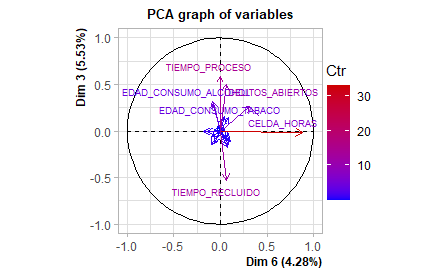 PCA graph of variables
Dim 3 (5.53%)
1.0
0.5
0.0
-0.5
-1.0
TIEMPO_PROCESO
EDAD_CONSUMO_ALCOHOL
DELITOS_ABIERTOS
EDAD_CONSUMO_TABACO
CELDA_HORAS
TIEMPO_RECLUIDO
-1.0 -0.5 0.0 0.5 1.0
Dim 6 (4.28%)
Ctr
30
20
10